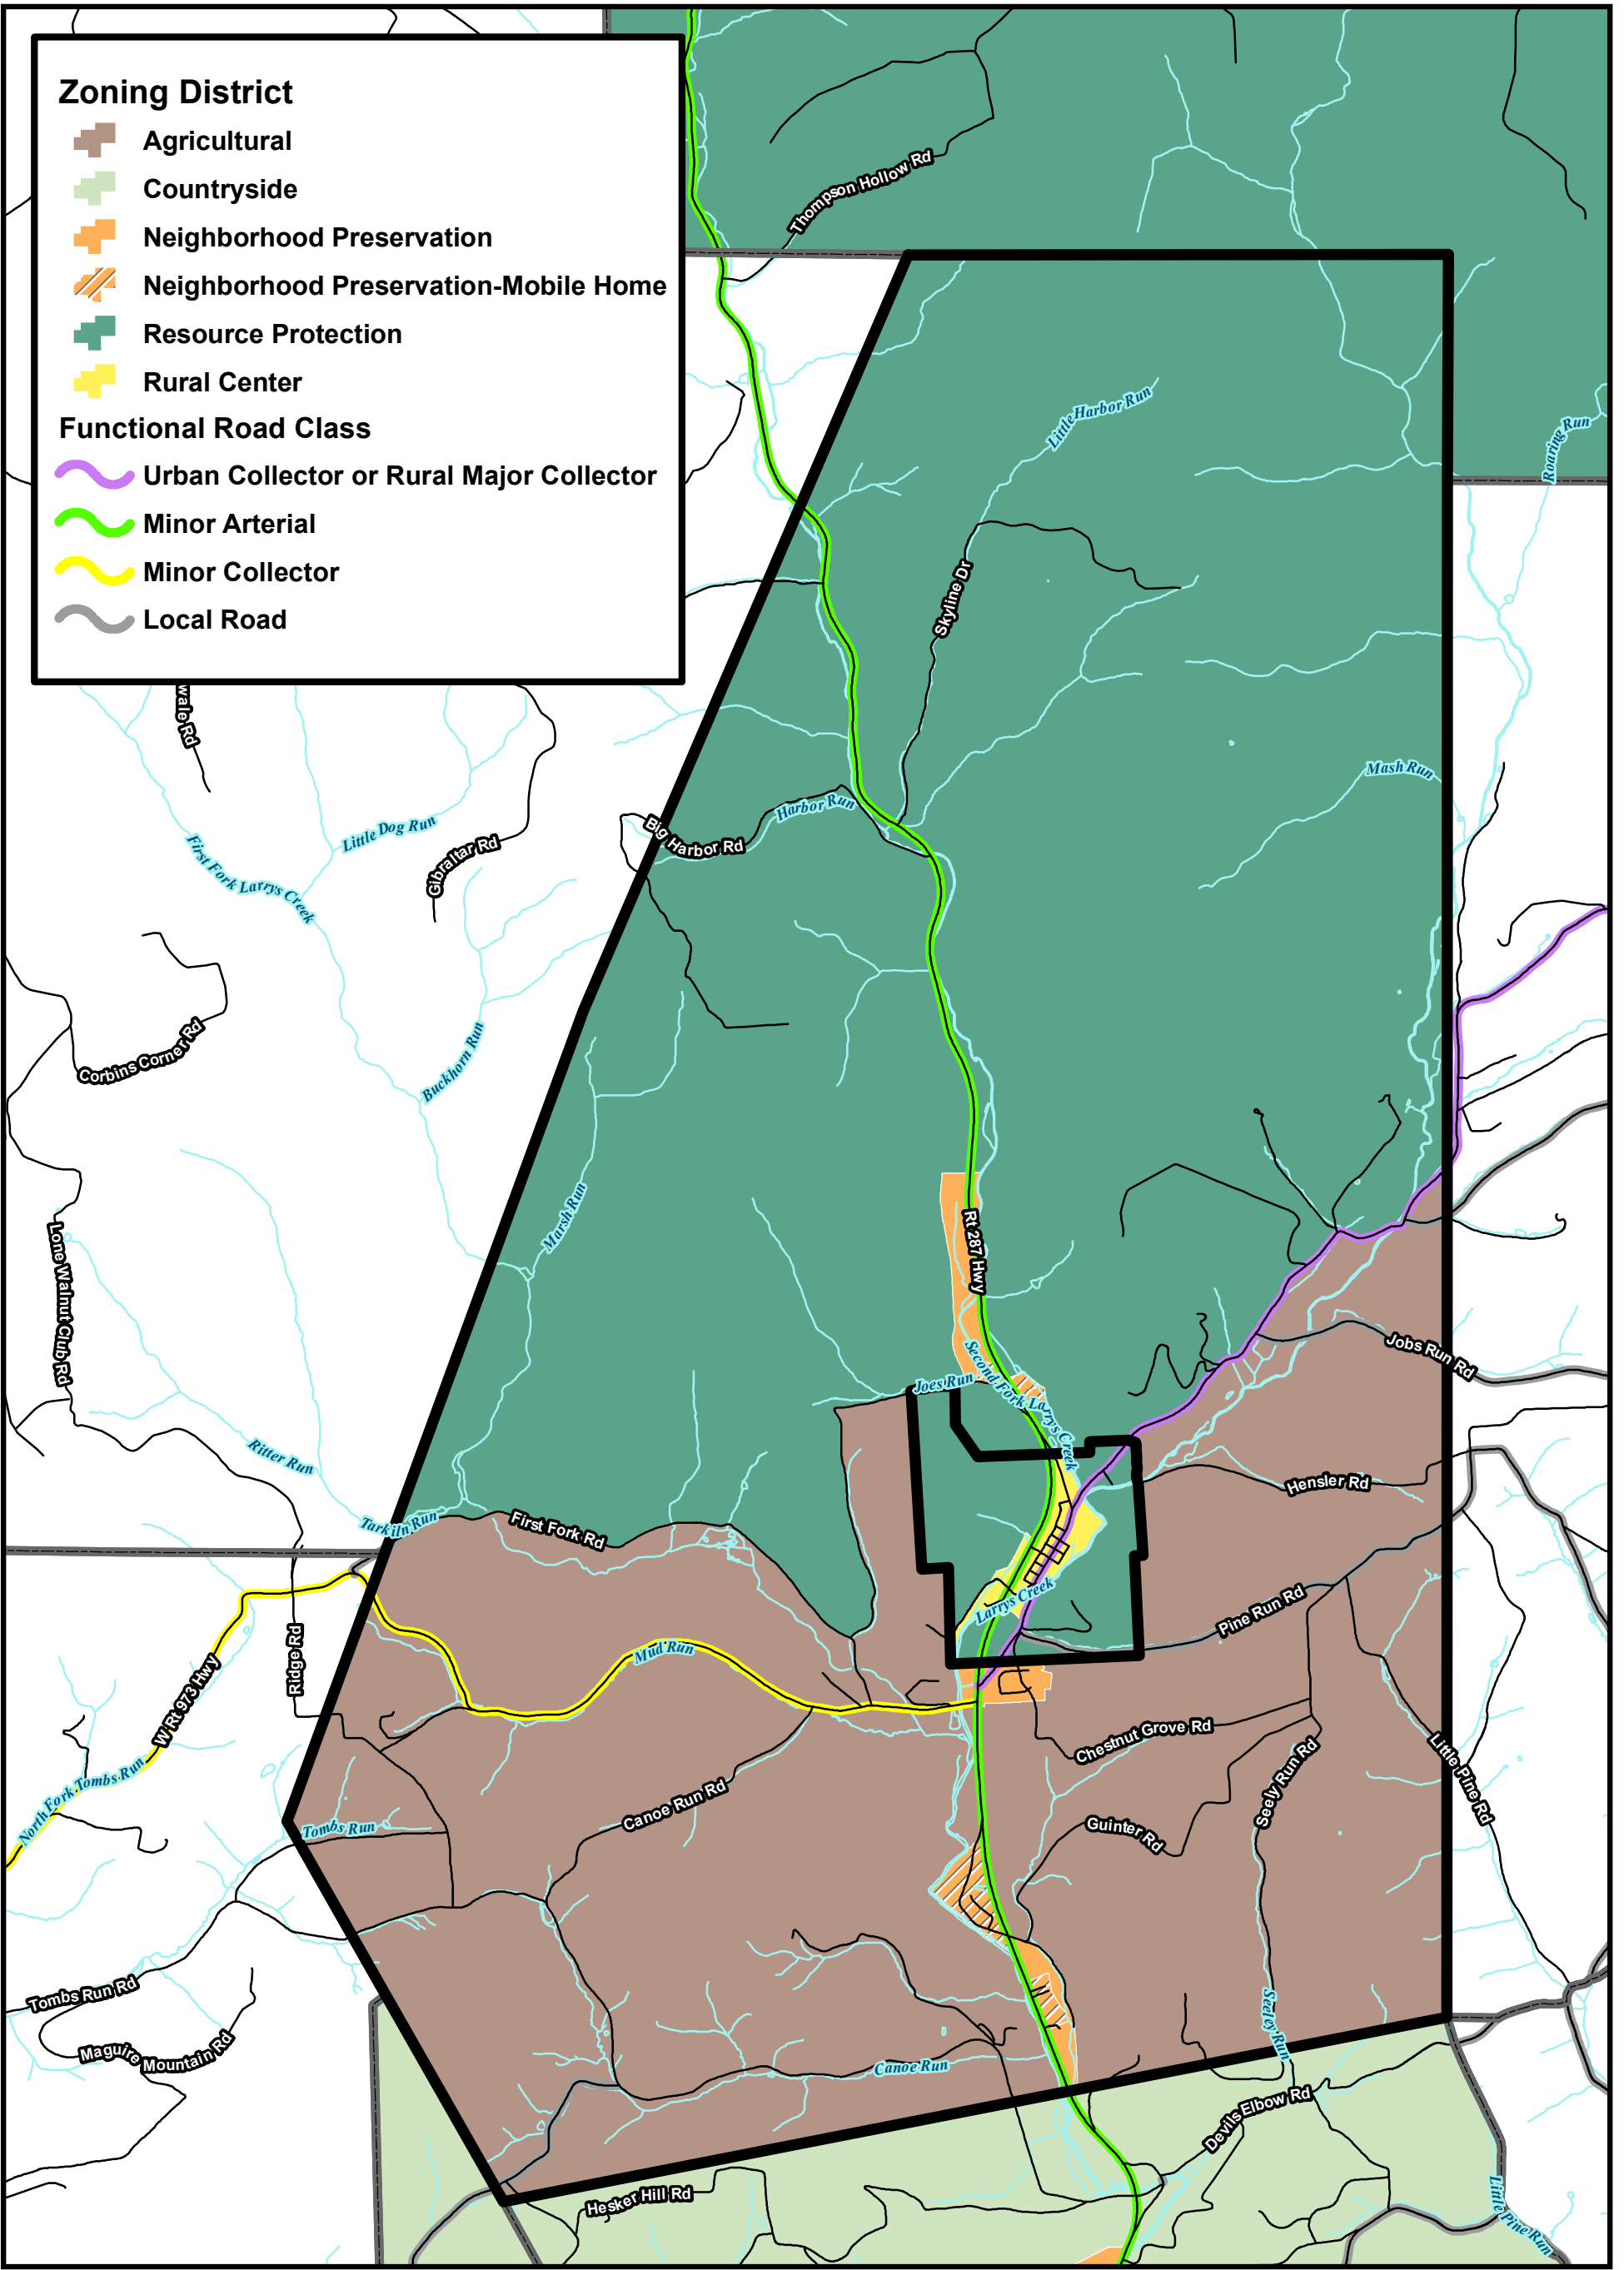 Zoning District
Agricultural
Countryside
Neighborhood Preservation
Neighborhood Preservation-Mobile Home
Resource Protection
Rural Center
Functional Road Class
Urban Collector or Rural Major Collector
Minor Arterial
Minor Collector
Local Road
Thompson Hollow Rd
Little Harbor Run
Roaring Run
Skyline Dr
wale Rd
Mash Run
Harbor Run
Big Harbor Rd
Little Dog Run
Gibraltar Rd
First Fork Larrys Creek
Corbins Corner Rd
Buckhorn Run
Marsh Run
Rt 287 Hwy
Lone Walnut Club Rd
Jobs Run Rd
Joes Run
Second Fork Larrys Creek
Ritter Run
Hensler Rd
Tarkiln Run
First Fork Rd
Larrys Creek
Pine Run Rd
Ridge Rd
Mud Run
W Rt 973 Hwy
Chestnut Grove Rd
Seely Run Rd
Little Pine Rd
North Fork Tombs Run
Canoe Run Rd
Tombs Run
Guinter Rd
Tombs Run Rd
Maguire Mountain Rd
Seeley Run
Canoe Run
Devils Elbow Rd
Hesker Hill Rd
Little Pine Run